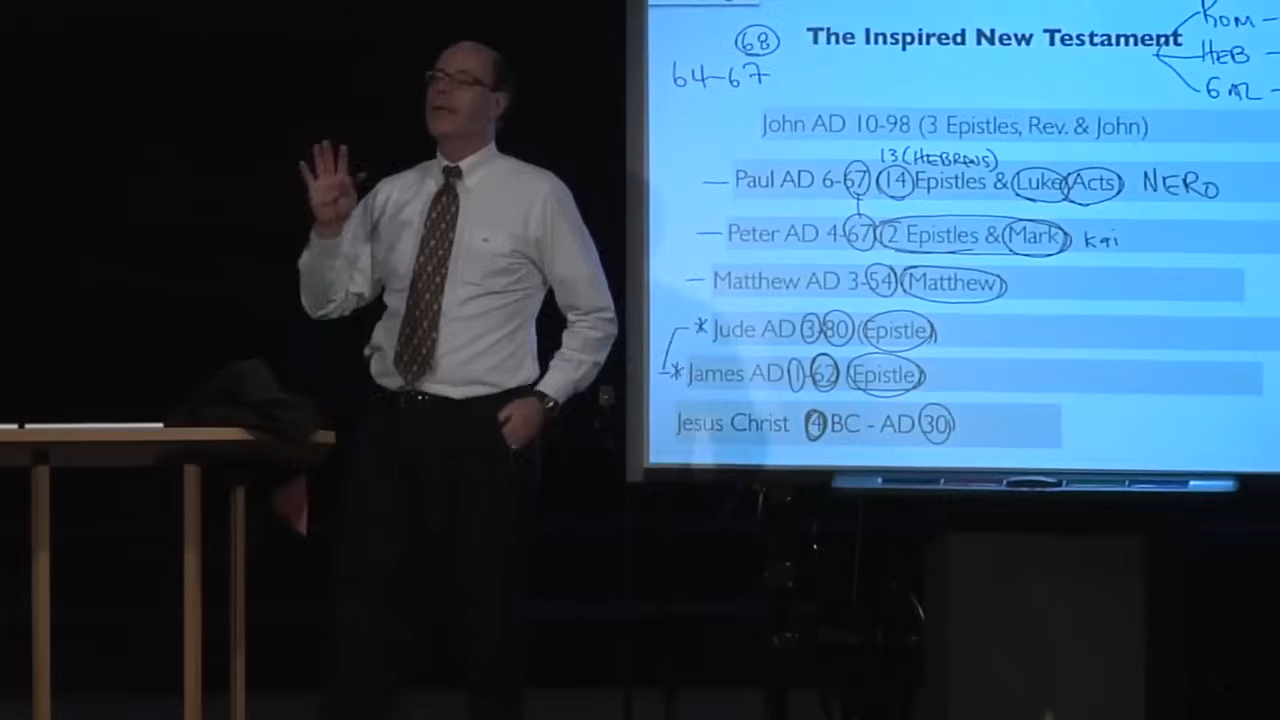 68 The Inspired New Testament ROM -
64-67 HEB -
GAL -
John AD 10-98 (3 Epistles, Rev. & John)
13 (HEBREWS)
— Paul AD 6-67 (14 Epistles & Luke/Acts) NERO
— Peter AD 4-67 (2 Epistles & Mark) Kai
— Matthew AD 3-54 (Matthew)
* Jude AD 3-80 (Epistle)
* James AD 1-62 (Epistle)
Jesus Christ 4 BC - AD 30